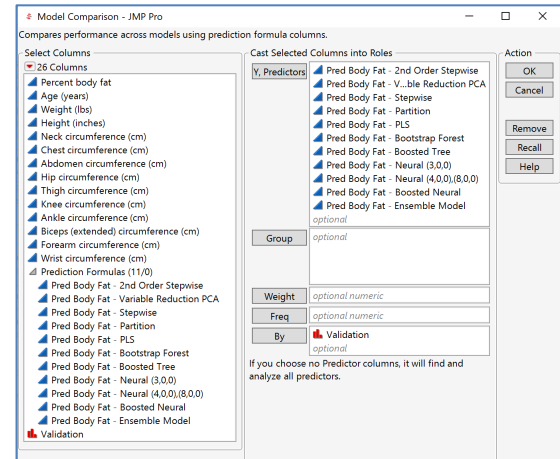 Model Comparison - JMP Pro
Compares performance across models using prediction formula columns.
Select Columns
26 Columns
Percent body fat
Age (years)
Weight (lbs)
Height (inches)
Neck circumference (cm)
Chest circumference (cm)
Abdomen circumference (cm)
Hip circumference (cm)
Thigh circumference (cm)
Knee circumference (cm)
Ankle circumference (cm)
Biceps (extended) circumference (cm)
Forearm circumference (cm)
Wrist circumference (cm)
Prediction Formulas (11/0)
Pred Body Fat - 2nd Order Stepwise
Pred Body Fat - Variable Reduction PCA
Pred Body Fat - Stepwise
Pred Body Fat - Partition
Pred Body Fat - PLS
Pred Body Fat - Bootstrap Forest
Pred Body Fat - Boosted Tree
Pred Body Fat - Neural (3,0,0)
Pred Body Fat - Neural (4,0,0),(8,0,0)
Pred Body Fat - Boosted Neural
Pred Body Fat - Ensemble Model
Validation
Cast Selected Columns into Roles
Y, Predictors
Pred Body Fat - 2nd Order Stepwise
Pred Body Fat - V...ble Reduction PCA
Pred Body Fat - Stepwise
Pred Body Fat - Partition
Pred Body Fat - PLS
Pred Body Fat - Bootstrap Forest
Pred Body Fat - Boosted Tree
Pred Body Fat - Neural (3,0,0)
Pred Body Fat - Neural (4,0,0),(8,0,0)
Pred Body Fat - Boosted Neural
Pred Body Fat - Ensemble Model
optional
Group optional
Weight optional numeric
Freq optional numeric
By Validation
optional
If you choose no Predictor columns, it will find and
analyze all predictors.
Action
OK
Cancel
Remove
Recall
Help